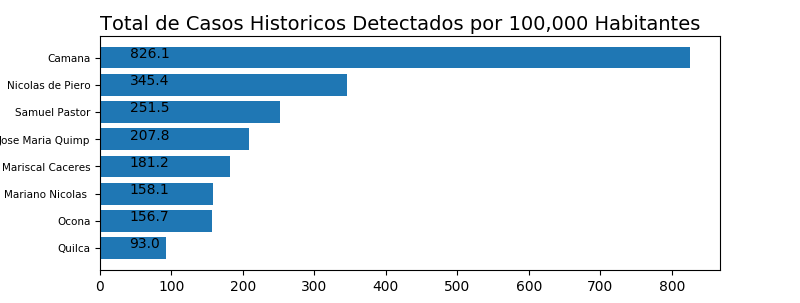 Total de Casos Historicos Detectados por 100,000 Habitantes
Camana 826.1
Nicolas de Piero 345.4
Samuel Pastor 251.5
Jose Maria Quimp 207.8
Mariscal Caceres 181.2
Mariano Nicolas 158.1
Ocona 156.7
Quilca 93.0
0 100 200 300 400 500 600 700 800